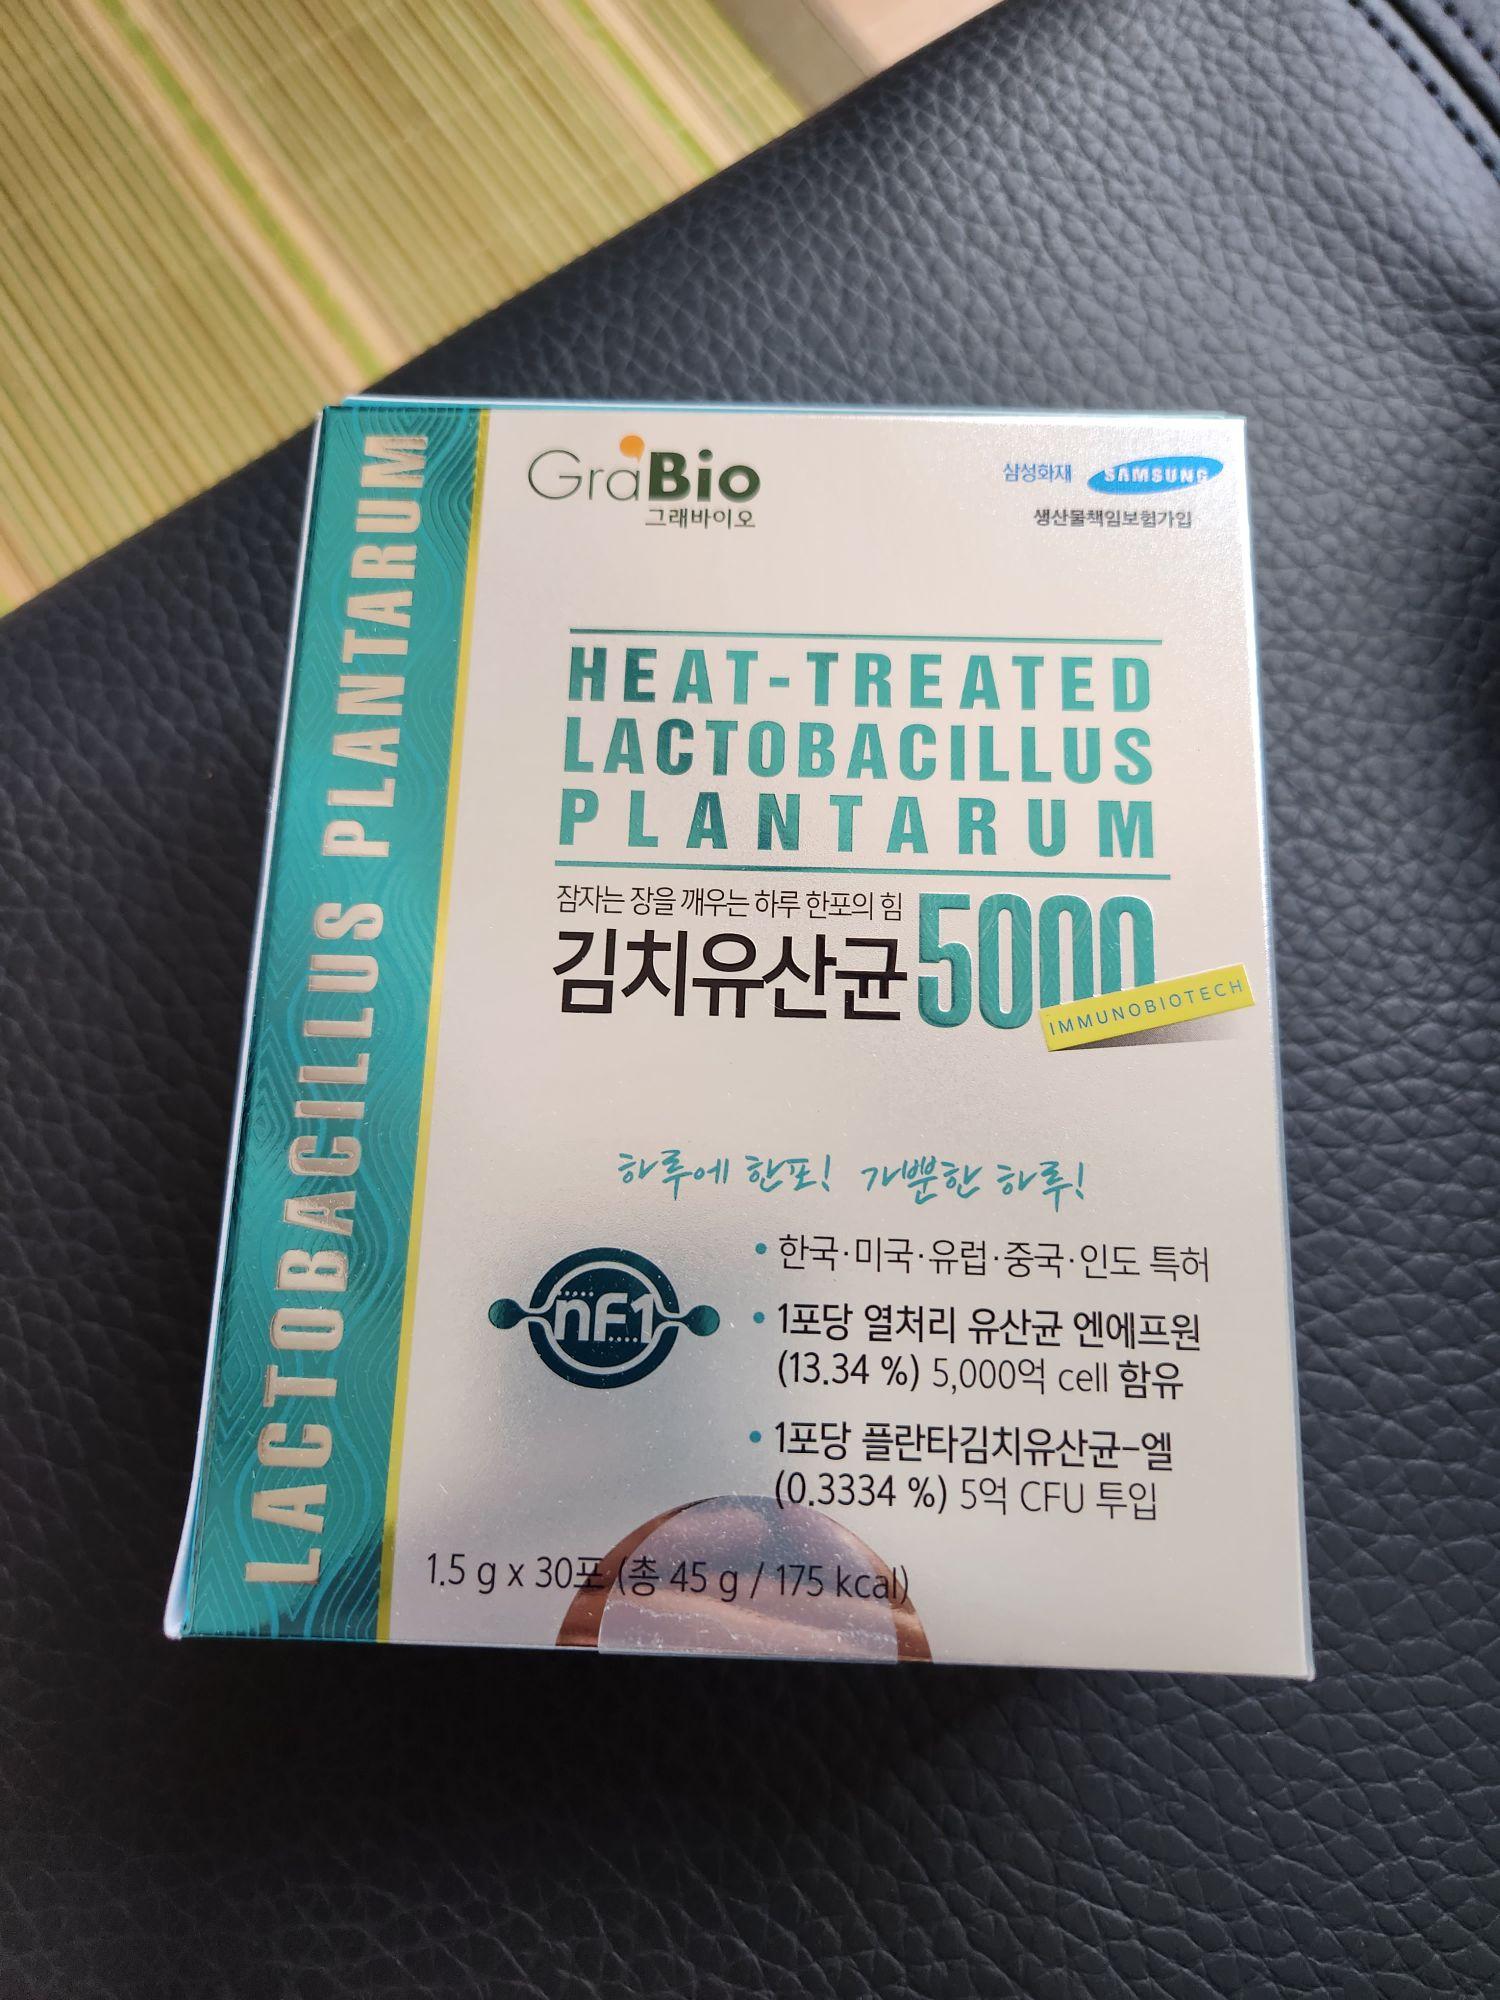 LACTOBACILLUS PLANTARUM
Gra'Bio
그래바이오
삼성화재 SAMSUNG
생산물책임보험가입
HEAT-TREATED
LACTOBACILLUS
PLANTARUM
잠자는 장을 깨우는 하루 한포의 힘
김치유산균 5000
IMMUNOBIOTECH
하루에 한포! 가뿐한 하루!
nF1
• 한국·미국·유럽·중국·인도 특허
• 1포당 열처리 유산균 엔에프원
(13.34 %) 5,000억 cell 함유
• 1포당 플란타김치유산균-엘
(0.3334 %) 5억 CFU 투입
1.5 g x 30포 (총 45 g / 175 kcal)